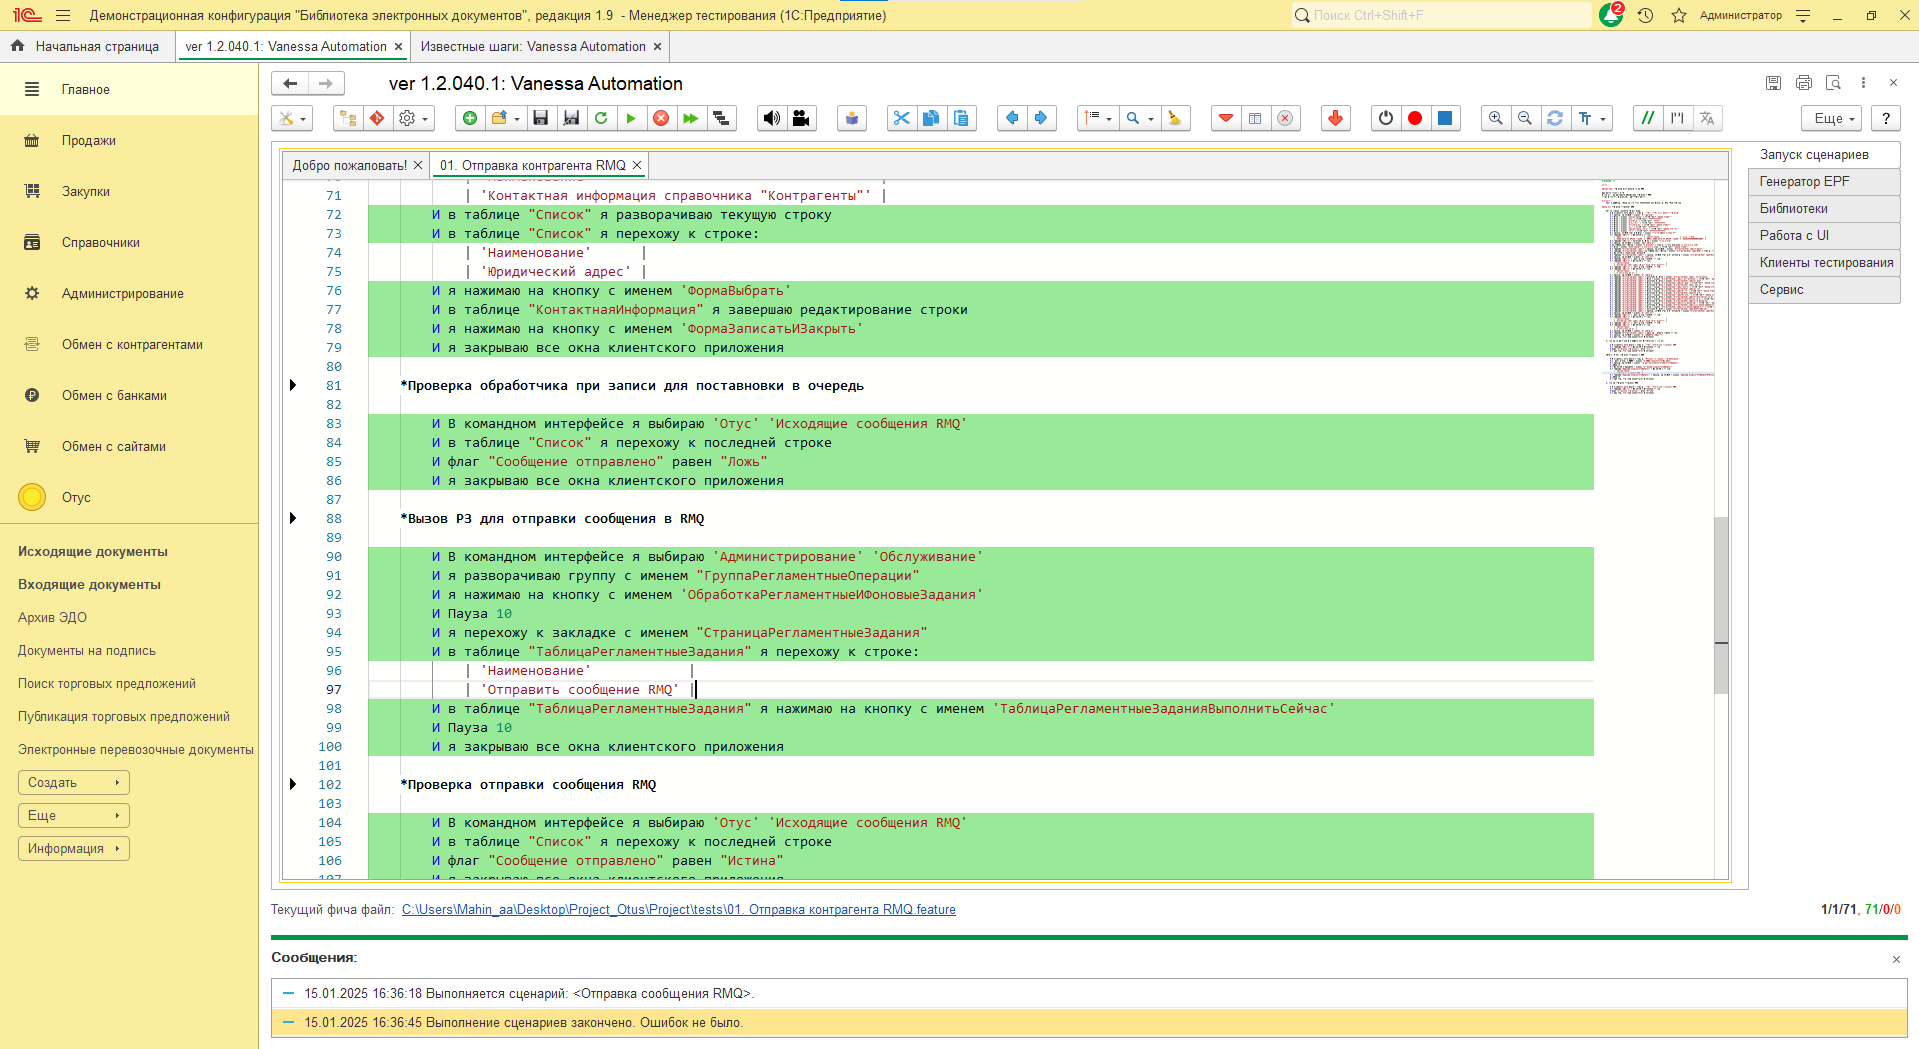 1С Демонстрационная конфигурация "Библиотека электронных документов", редакция 1.9 - Менеджер тестирования (1С:Предприятие)
Поиск Ctrl+Shift+F
2
Администратор
Начальная страница
ver 1.2.040.1: Vanessa Automation ×
Известные шаги: Vanessa Automation ×
Главное
Продажи
Закупки
Справочники
Администрирование
Обмен с контрагентами
Обмен с банками
Обмен с сайтами
Отус
Исходящие документы
Входящие документы
Архив ЭДО
Документы на подпись
Поиск торговых предложений
Публикация торговых предложений
Электронные перевозочные документы
Создать
Еще
Информация
ver 1.2.040.1: Vanessa Automation
Еще
?
Добро пожаловать! ×
01. Отправка контрагента RMQ ×
71 | 'Контактная информация справочника "Контрагенты"' |
72 И в таблице "Список" я разворачиваю текущую строку
73 И в таблице "Список" я перехожу к строке:
74 | 'Наименование' |
75 | 'Юридический адрес' |
76 И я нажимаю на кнопку с именем 'ФормаВыбрать'
77 И в таблице "КонтактнаяИнформация" я завершаю редактирование строки
78 И я нажимаю на кнопку с именем 'ФормаЗаписатьИЗакрыть'
79 И я закрываю все окна клиентского приложения
80
81 *Проверка обработчика при записи для поставновки в очередь
82
83 И В командном интерфейсе я выбираю 'Отус' 'Исходящие сообщения RMQ'
84 И в таблице "Список" я перехожу к последней строке
85 И флаг "Сообщение отправлено" равен "Ложь"
86 И я закрываю все окна клиентского приложения
87
88 *Вызов РЗ для отправки сообщения в RMQ
89
90 И В командном интерфейсе я выбираю 'Администрирование' 'Обслуживание'
91 И я разворачиваю группу с именем "ГруппаРегламентныеОперации"
92 И я нажимаю на кнопку с именем 'ОбработкаРегламентныеИФоновыеЗадания'
93 И Пауза 10
94 И я перехожу к закладке с именем "СтраницаРегламентныеЗадания"
95 И в таблице "ТаблицаРегламентныеЗадания" я перехожу к строке:
96 | 'Наименование' |
97 | 'Отправить сообщение RMQ' |
98 И в таблице "ТаблицаРегламентныеЗадания" я нажимаю на кнопку с именем 'ТаблицаРегламентныеЗаданияВыполнитьСейчас'
99 И Пауза 10
100 И я закрываю все окна клиентского приложения
101
102 *Проверка отправки сообщения RMQ
103
104 И В командном интерфейсе я выбираю 'Отус' 'Исходящие сообщения RMQ'
105 И в таблице "Список" я перехожу к последней строке
106 И флаг "Сообщение отправлено" равен "Истина"
107 И я закрываю все окна клиентского приложения
Запуск сценариев
Генератор EPF
Библиотеки
Работа с UI
Клиенты тестирования
Сервис
Текущий фича файл: C:\Users\Mahin_aa\Desktop\Project_Otus\Project\tests\01. Отправка контрагента RMQ.feature
1/1/71, 71/0/0
Сообщения:
15.01.2025 16:36:18 Выполняется сценарий: <Отправка сообщения RMQ>.
15.01.2025 16:36:45 Выполнение сценариев закончено. Ошибок не было.